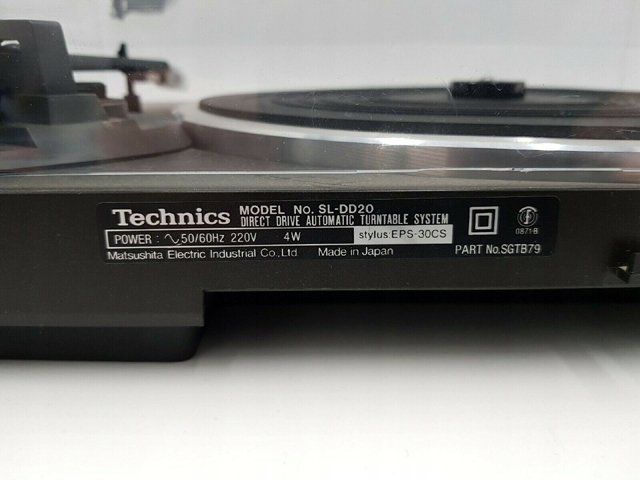 Technics MODEL No. SL-DD20
DIRECT DRIVE AUTOMATIC TURNTABLE SYSTEM
POWER : ∿50/60Hz 220V 4W stylus:EPS-30CS
Matsushita Electric Industrial Co.,Ltd Made in Japan PART No.SGTB79
0871-B